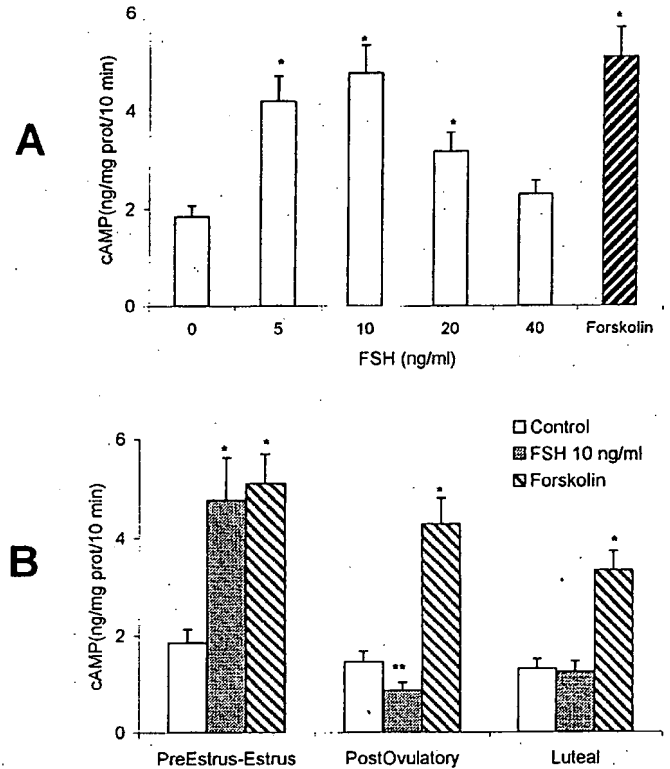 A
cAMP(ng/mg prot/10 min)
6
4
2
0
*
*
*
*
0 5 10 20 40 Forskolin
FSH (ng/ml)
B
cAMP(ng/mg prot/10 min)
6
4
2
0
Control
FSH 10 ng/ml
Forskolin
* *
** *
*
PreEstrus-Estrus PostOvulatory Luteal